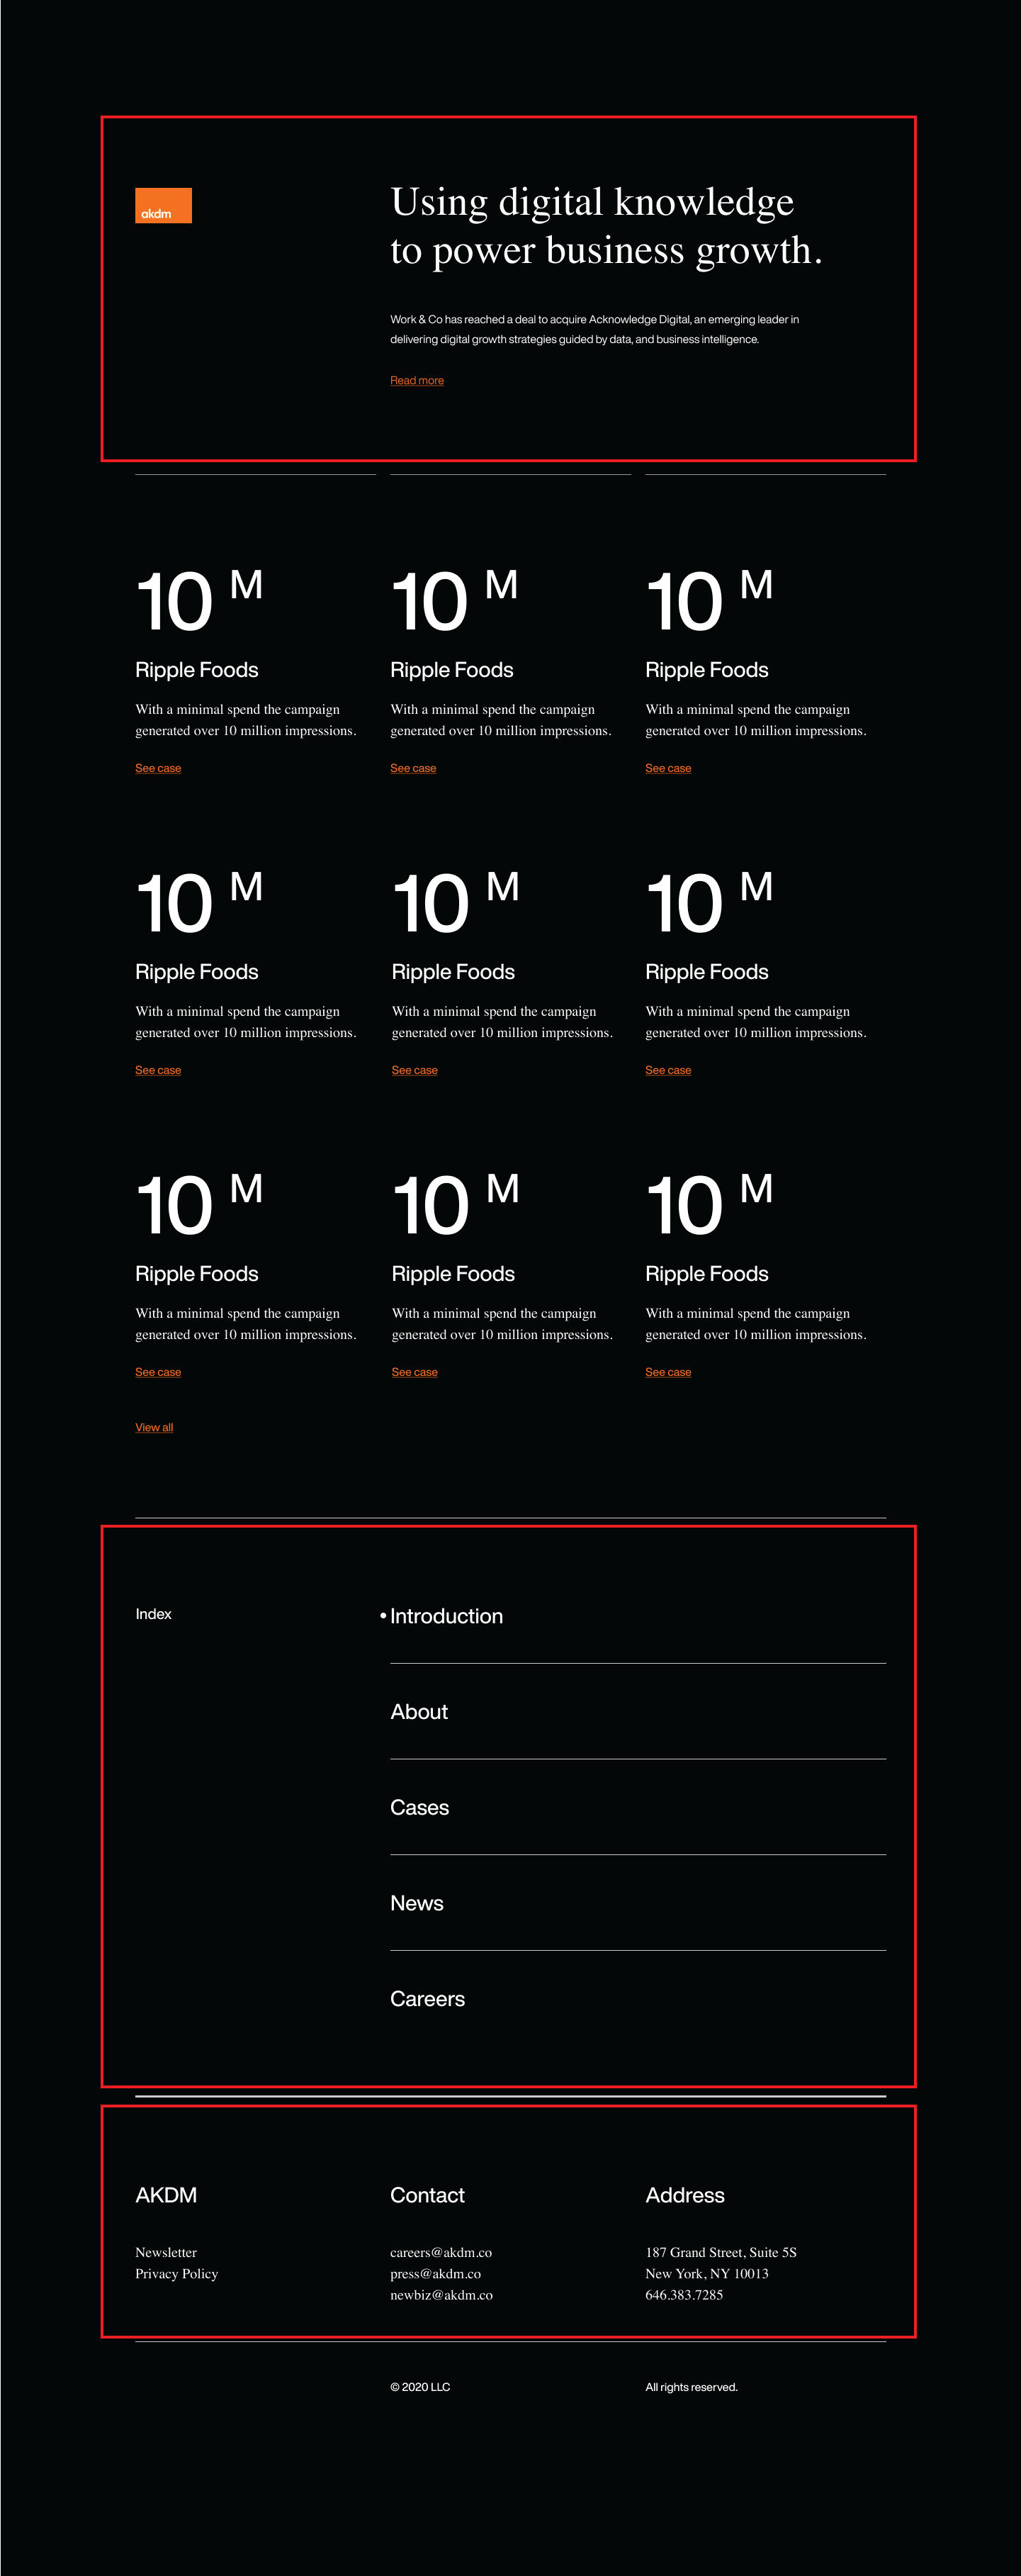 akdm
Using digital knowledge
to power business growth.
Work & Co has reached a deal to acquire Acknowledge Digital, an emerging leader in
delivering digital growth strategies guided by data, and business intelligence.
Read more
10 M
Ripple Foods
With a minimal spend the campaign
generated over 10 million impressions.
See case
10 M
Ripple Foods
With a minimal spend the campaign
generated over 10 million impressions.
See case
10 M
Ripple Foods
With a minimal spend the campaign
generated over 10 million impressions.
See case
10 M
Ripple Foods
With a minimal spend the campaign
generated over 10 million impressions.
See case
10 M
Ripple Foods
With a minimal spend the campaign
generated over 10 million impressions.
See case
10 M
Ripple Foods
With a minimal spend the campaign
generated over 10 million impressions.
See case
10 M
Ripple Foods
With a minimal spend the campaign
generated over 10 million impressions.
See case
10 M
Ripple Foods
With a minimal spend the campaign
generated over 10 million impressions.
See case
10 M
Ripple Foods
With a minimal spend the campaign
generated over 10 million impressions.
See case
View all
Index
• Introduction
About
Cases
News
Careers
AKDM
Newsletter
Privacy Policy
Contact
careers@akdm.co
press@akdm.co
newbiz@akdm.co
Address
187 Grand Street, Suite 5S
New York, NY 10013
646.383.7285
© 2020 LLC
All rights reserved.